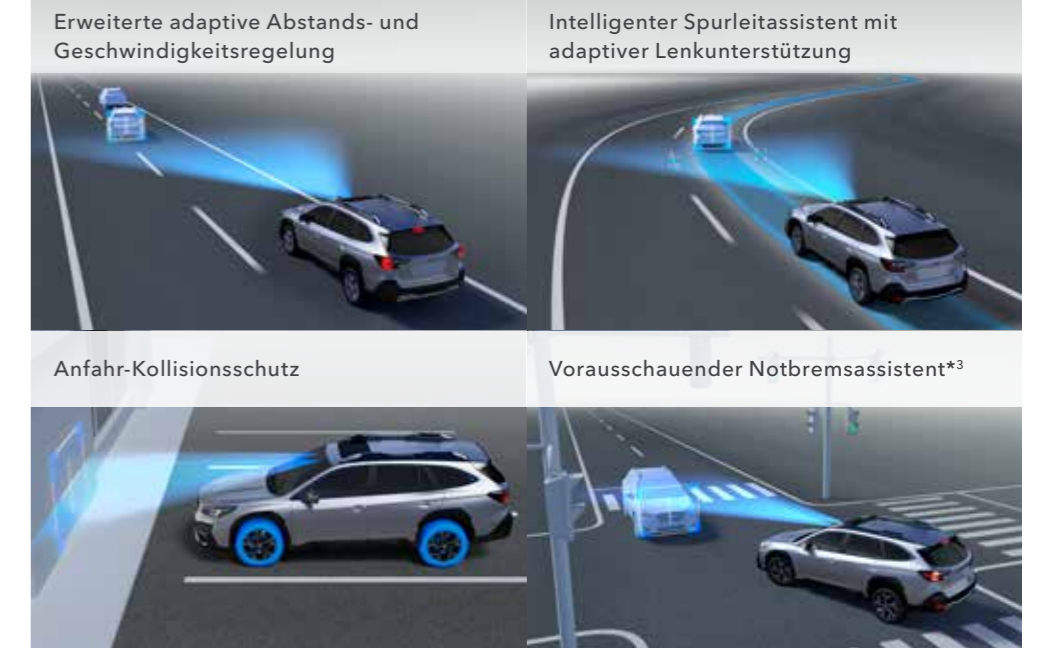 Erweiterte adaptive Abstands- und
Geschwindigkeitsregelung
Intelligenter Spurleitassistent mit
adaptiver Lenkunterstützung
Anfahr-Kollisionsschutz
Vorausschauender Notbremsassistent*³